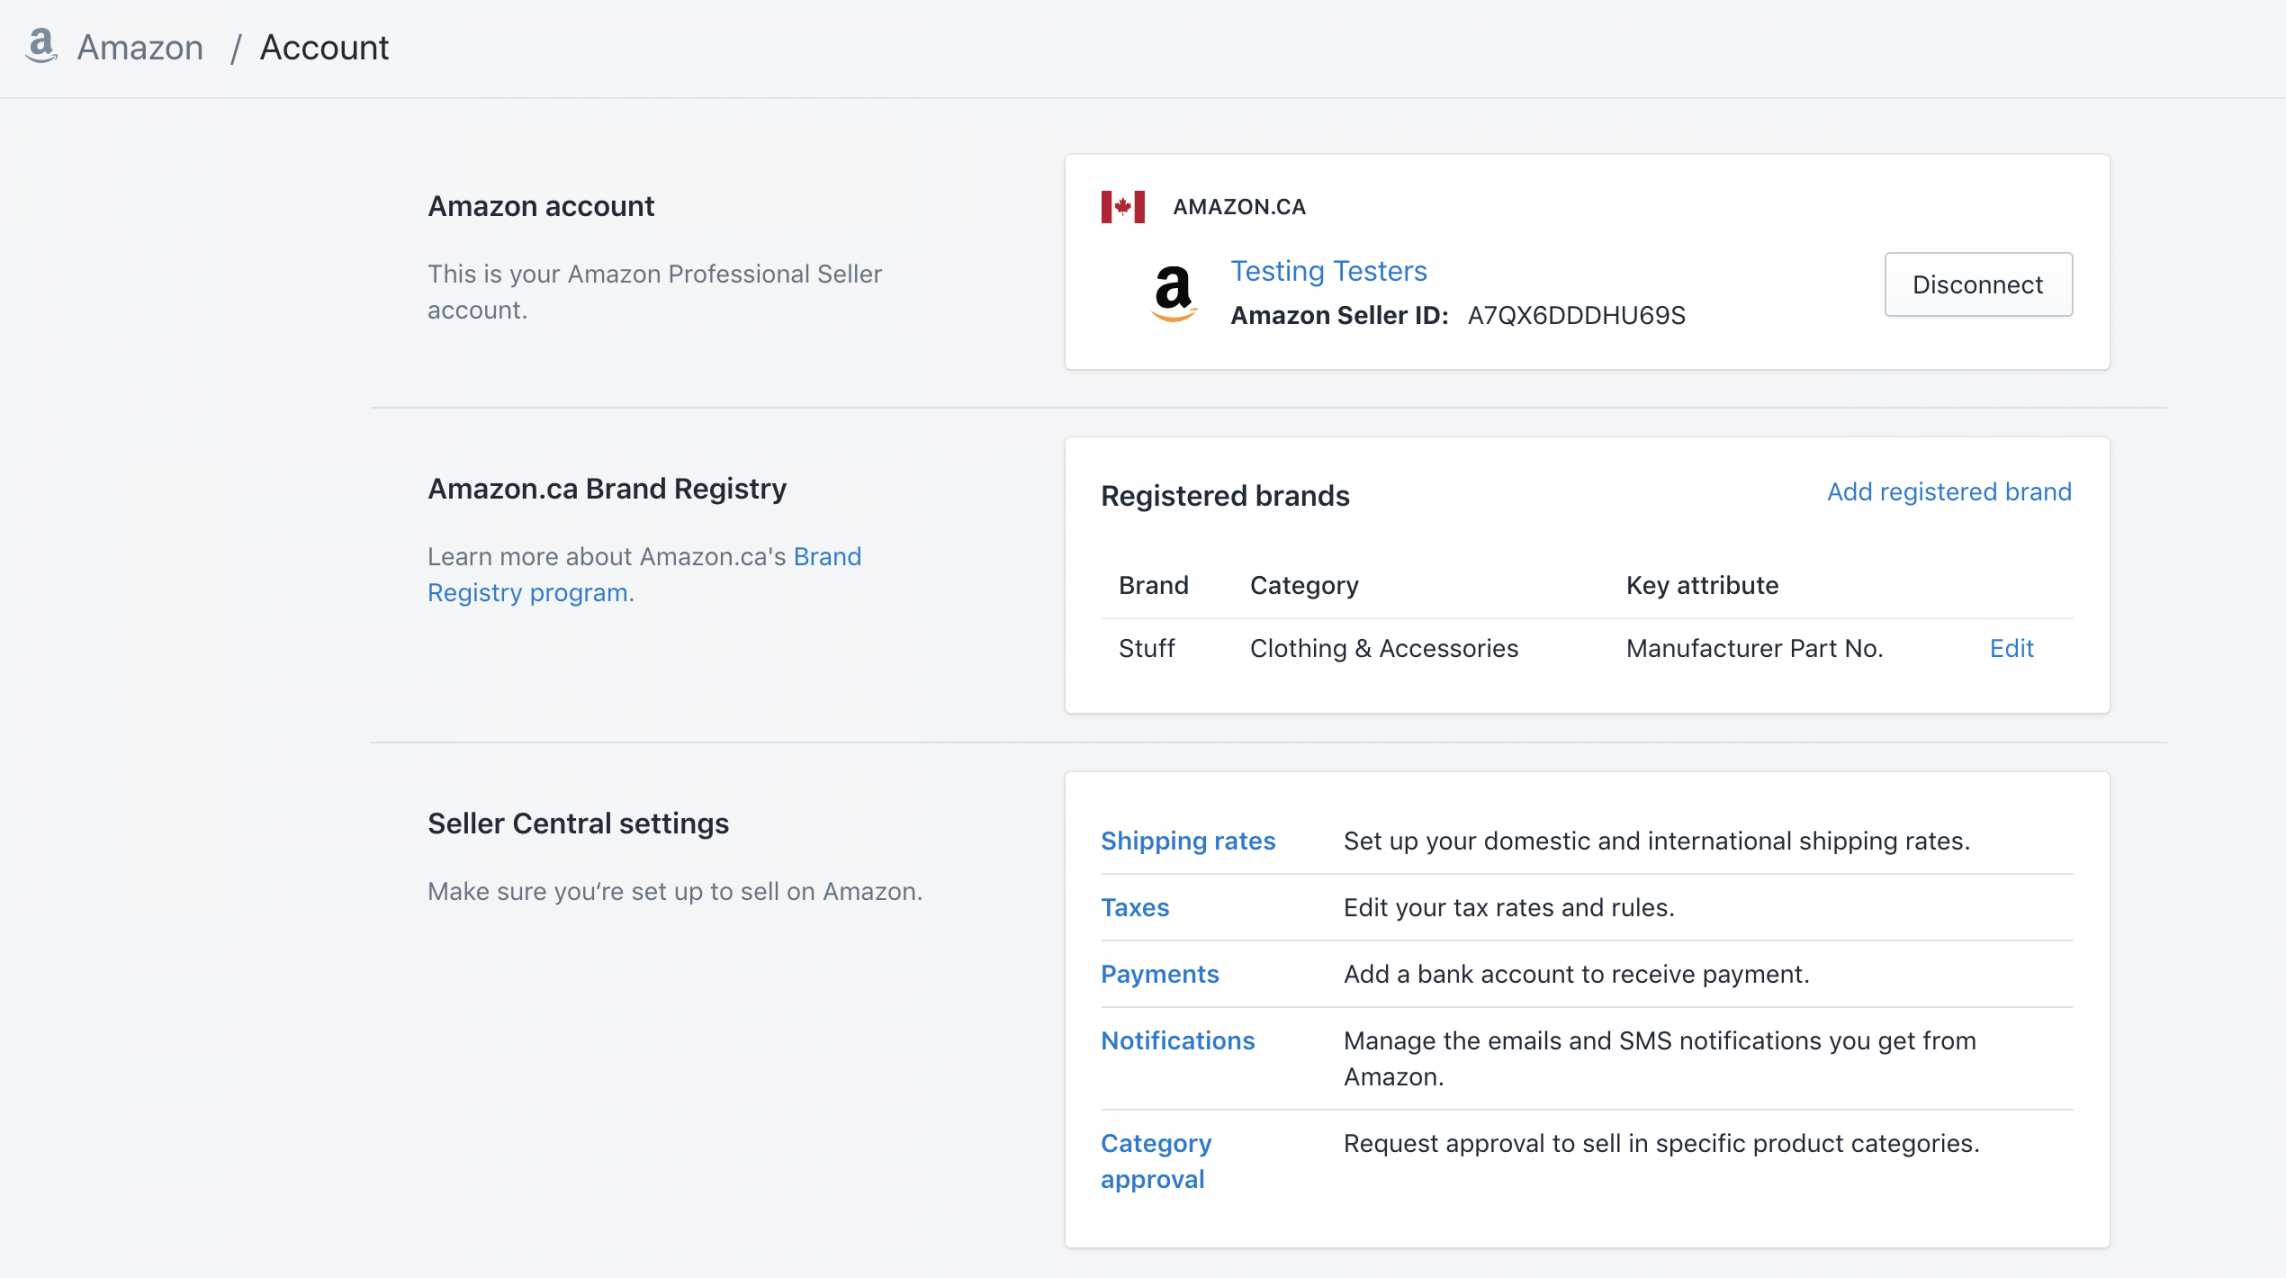 Amazon / Account
Amazon account
This is your Amazon Professional Seller
account.
AMAZON.CA
Testing Testers
Amazon Seller ID: A7QX6DDDHU69S
Disconnect
Amazon.ca Brand Registry
Learn more about Amazon.ca's Brand
Registry program.
Registered brands
Add registered brand
Brand Category Key attribute
Stuff Clothing & Accessories Manufacturer Part No. Edit
Seller Central settings
Make sure you‘re set up to sell on Amazon.
Shipping rates Set up your domestic and international shipping rates.
Taxes Edit your tax rates and rules.
Payments Add a bank account to receive payment.
Notifications Manage the emails and SMS notifications you get from
Amazon.
Category Request approval to sell in specific product categories.
approval